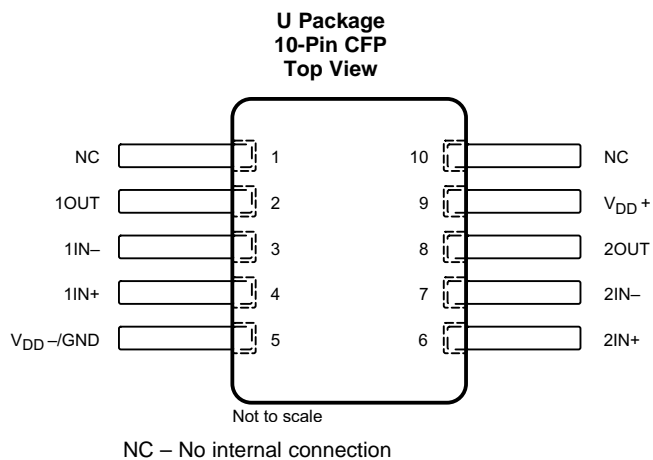 U Package
10-Pin CFP
Top View
NC 1 10 NC
1OUT 2 9 VDD +
1IN– 3 8 2OUT
1IN+ 4 7 2IN–
VDD –/GND 5 6 2IN+
Not to scale
NC – No internal connection